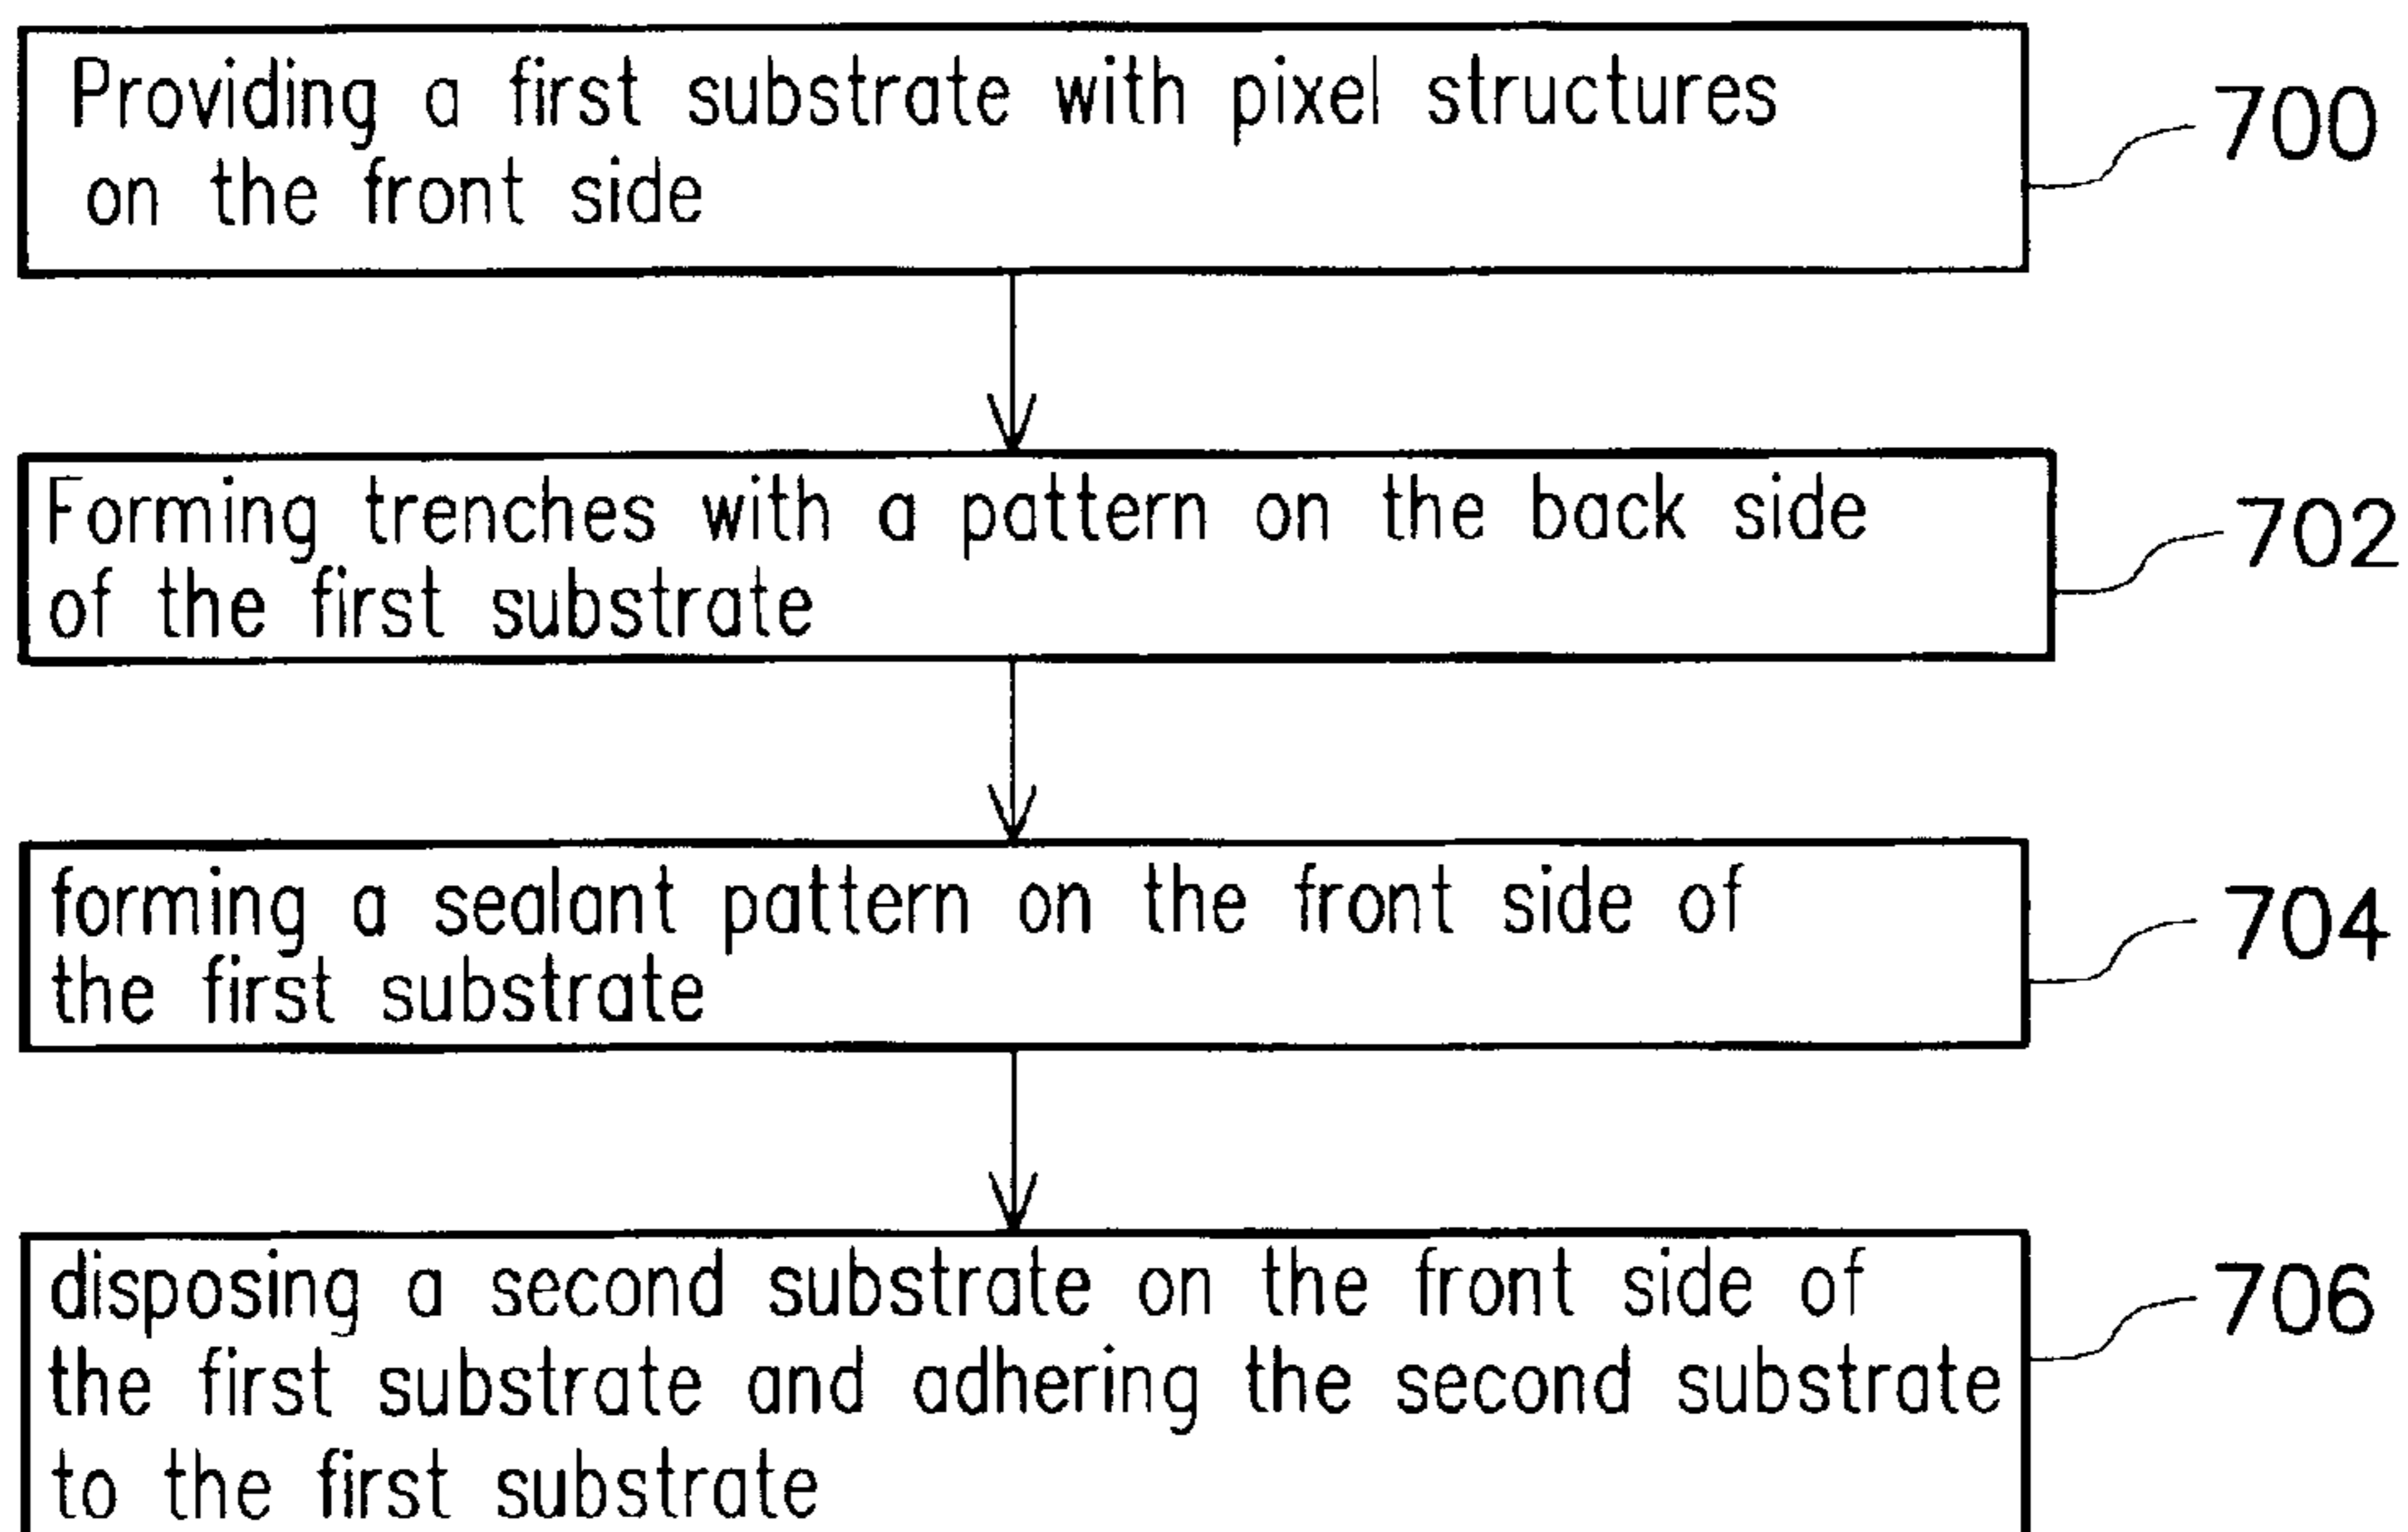 Providing a first substrate with pixel structures
on the front side
700
Forming trenches with a pattern on the back side
of the first substrate
702
forming a sealant pattern on the front side of
the first substrate
704
disposing a second substrate on the front side of
the first substrate and adhering the second substrate
to the first substrate
706